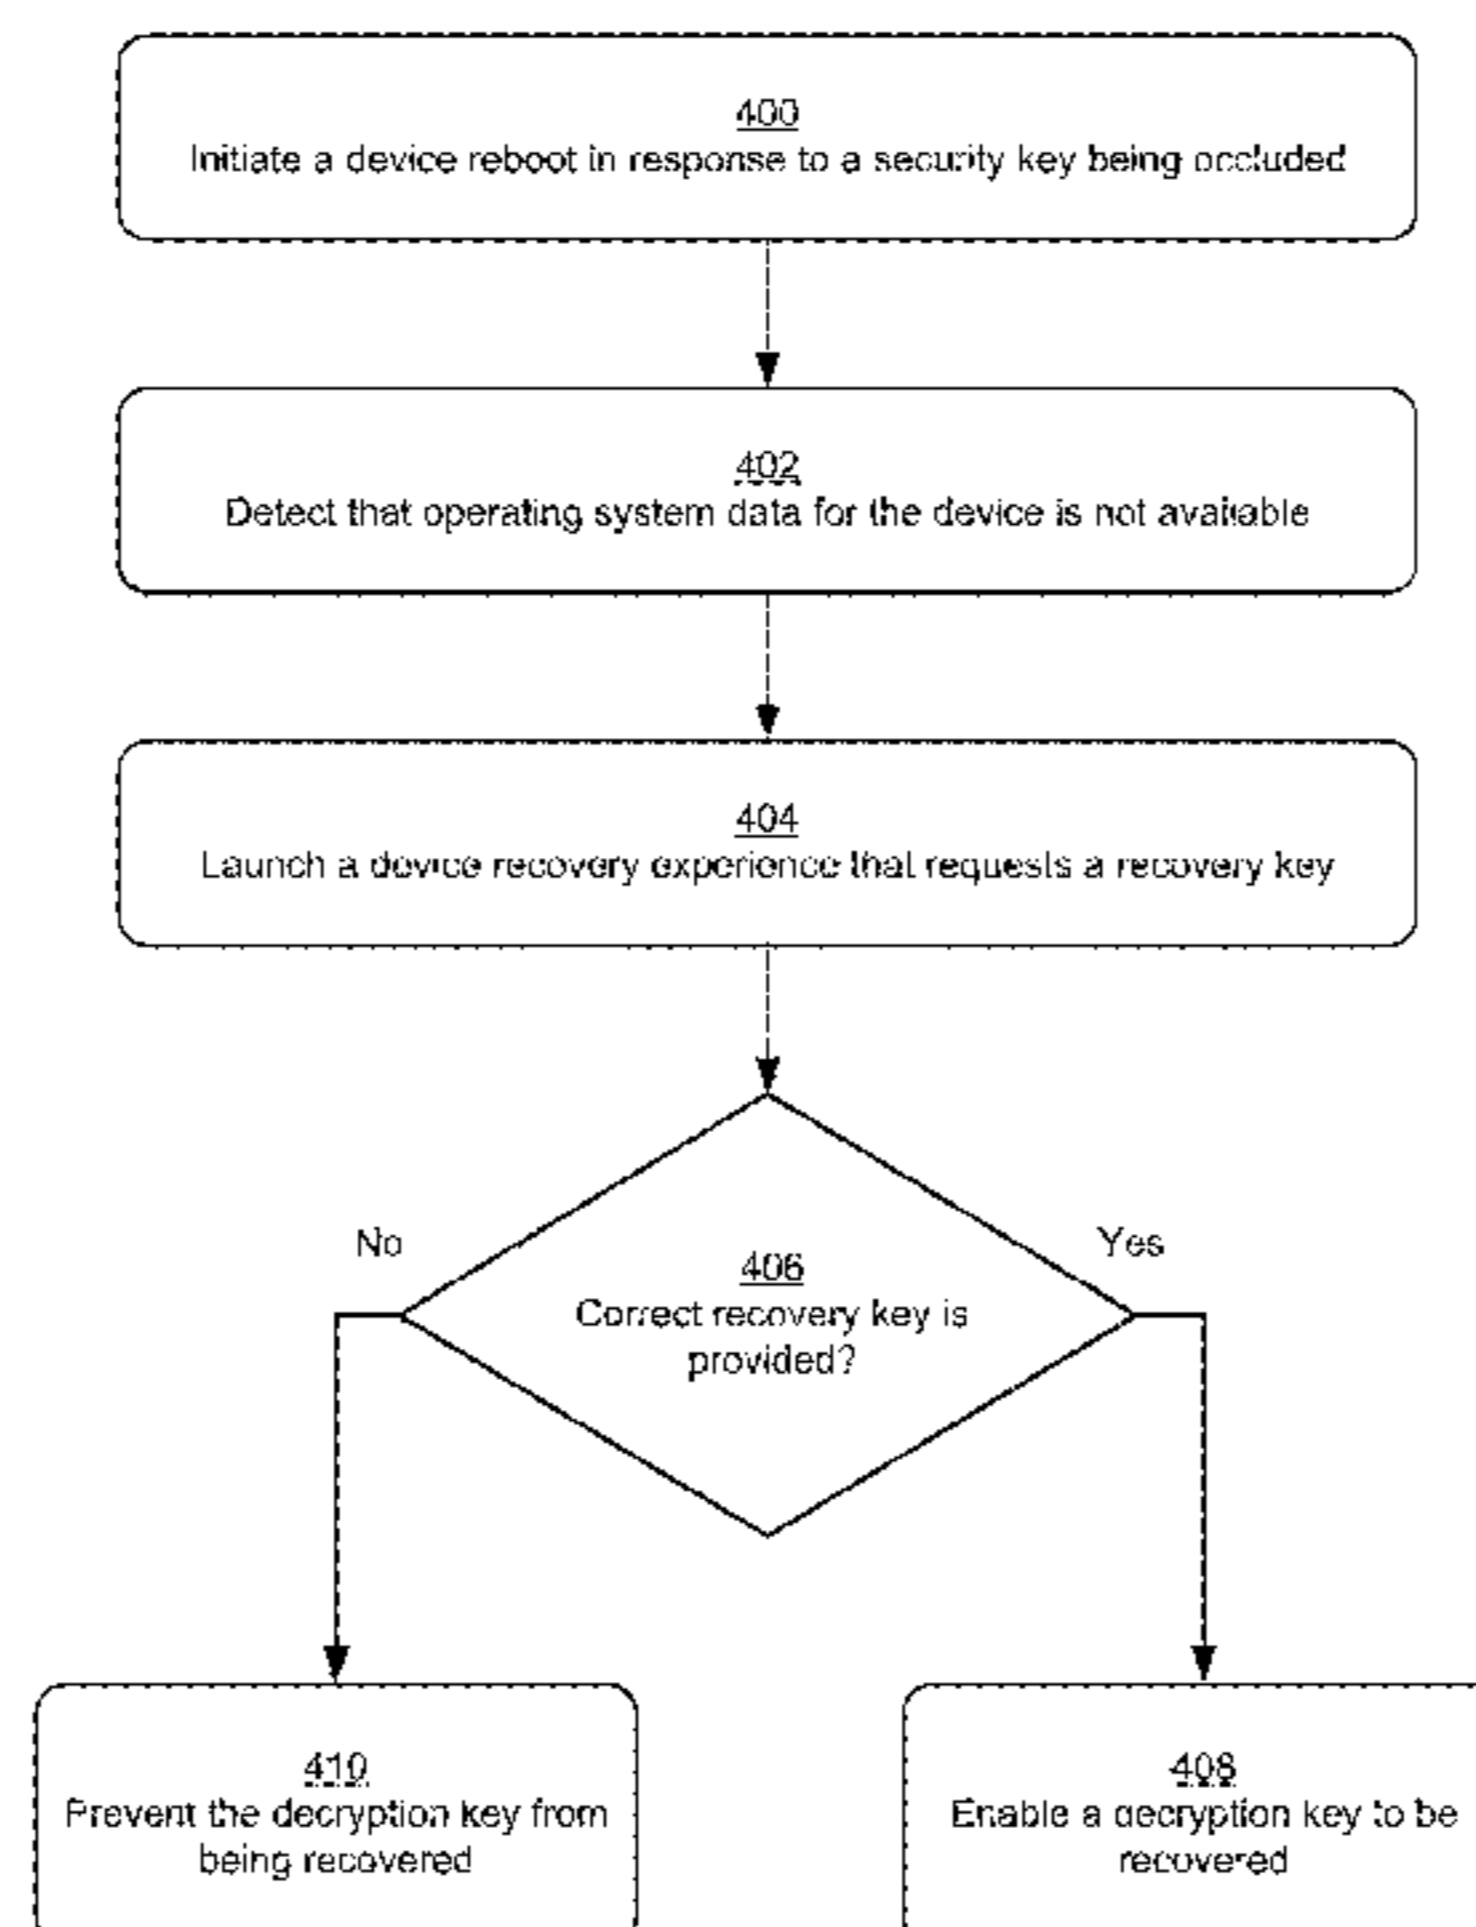 400
Initiate a device reboot in response to a security key being occluded
402
Detect that operating system data for the device is not available
404
Launch a device recovery experience that requests a recovery key
No
Yes
406
Correct recovery key is
provided?
410
Prevent the decryption key from
being recovered
408
Enable a decryption key to be
recovered